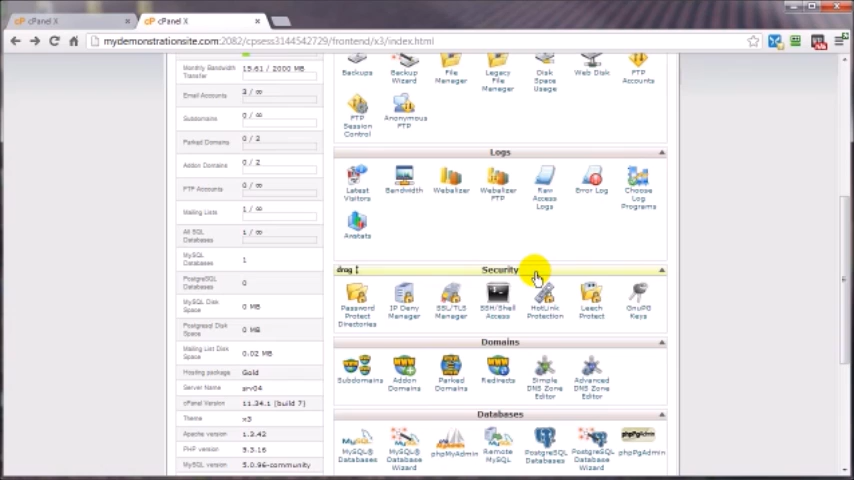 cP cPanel X
cP cPanel X
mydemonstrationsite.com:2082/cpsess3144542729/frontend/x3/index.html
Monthly Bandwidth
Transfer
15.61 / 2000 MB
Email Accounts
3 / ∞
Subdomains
0 / ∞
Parked Domains
0 / 2
Addon Domains
0 / 2
FTP Accounts
0 / ∞
Mailing Lists
1 / ∞
All SQL
Databases
1 / ∞
MySQL
Databases
1
PostgreSQL
Databases
0
MySQL Disk
Space
0 MB
Postgresql Disk
Space
0 MB
Mailing List Disk
Space
0.02 MB
Hosting package
Gold
Server Name
srv04
cPanel Version
11.34.1 (build 7)
Theme
x3
Apache version
1.3.42
PHP version
5.3.16
MySQL version
5.0.96-community
Backups
Backup
Wizard
File
Manager
Legacy
File
Manager
Disk
Space
Usage
Web Disk
FTP
Accounts
FTP
Session
Control
Anonymous
FTP
Logs
Latest
Visitors
Bandwidth
Webalizer
Webalizer
FTP
Raw
Access
Logs
Error Log
Choose
Log
Programs
Awstats
drag
Security
Password
Protect
Directories
IP Deny
Manager
SSL/TLS
Manager
SSH/Shell
Access
HotLink
Protection
Leech
Protect
GnuPG
Keys
Domains
Subdomains
Addon
Domains
Parked
Domains
Redirects
Simple
DNS Zone
Editor
Advanced
DNS Zone
Editor
Databases
MySQL®
Databases
MySQL®
Database
Wizard
phpMyAdmin
Remote
MySQL
PostgreSQL
Databases
PostgreSQL
Database
Wizard
phpPgAdmin